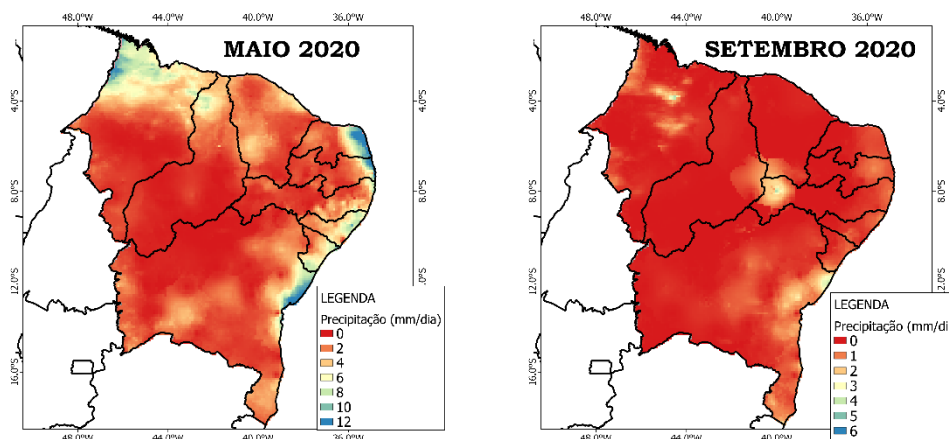 48.0°W 44.0°W 40.0°W 36.0°W
MAIO 2020
4.0°S
4.0°S
8.0°S
8.0°S
12.0°S
.0°S
16.0°S
LEGENDA
Precipitação (mm/dia)
0
2
4
6
8
10
12
48.0°W 44.0°W 40.0°W 36.0°W
48.0°W 44.0°W 40.0°W 36.0°W
SETEMBRO 2020
4.0°S
4.0°S
8.0°S
8.0°S
12.0°S
.0°S
16.0°S
LEGENDA
Precipitação (mm/di
0
1
2
3
4
5
6
48.0°W 44.0°W 40.0°W 36.0°W